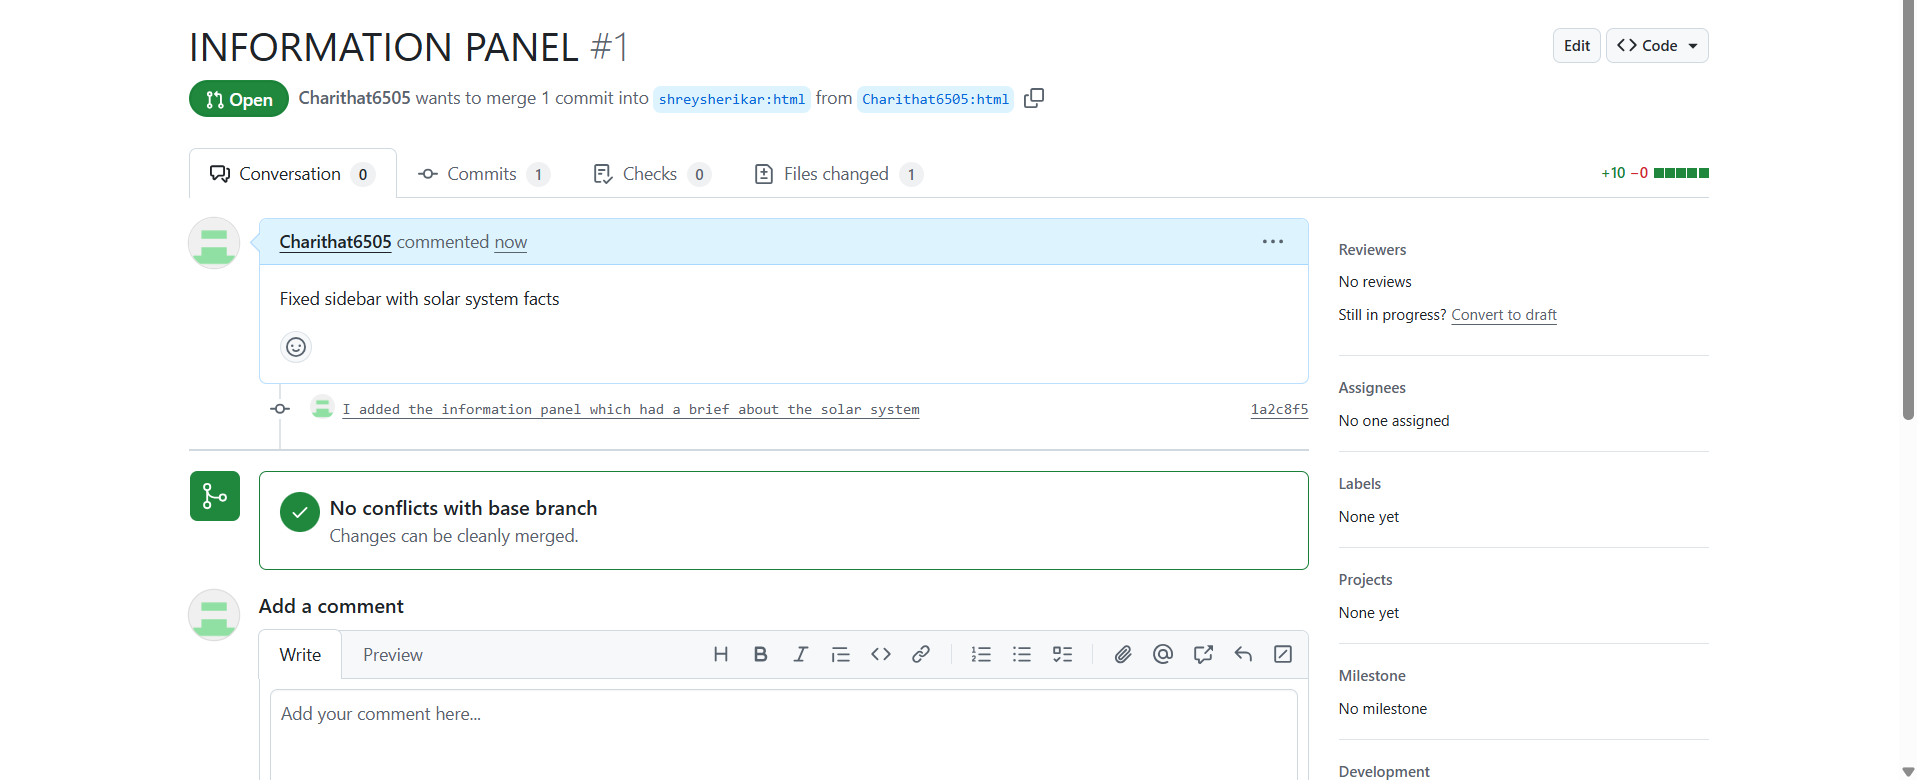 INFORMATION PANEL #1
Edit
Code
Open
Charithat6505 wants to merge 1 commit into shreysherikar:html from Charithat6505:html
Conversation 0
Commits 1
Checks 0
Files changed 1
+10 −0
Charithat6505 commented now
Fixed sidebar with solar system facts
I added the information panel which had a brief about the solar system
1a2c8f5
No conflicts with base branch
Changes can be cleanly merged.
Add a comment
Write
Preview
Add your comment here...
Reviewers
No reviews
Still in progress? Convert to draft
Assignees
No one assigned
Labels
None yet
Projects
None yet
Milestone
No milestone
Development